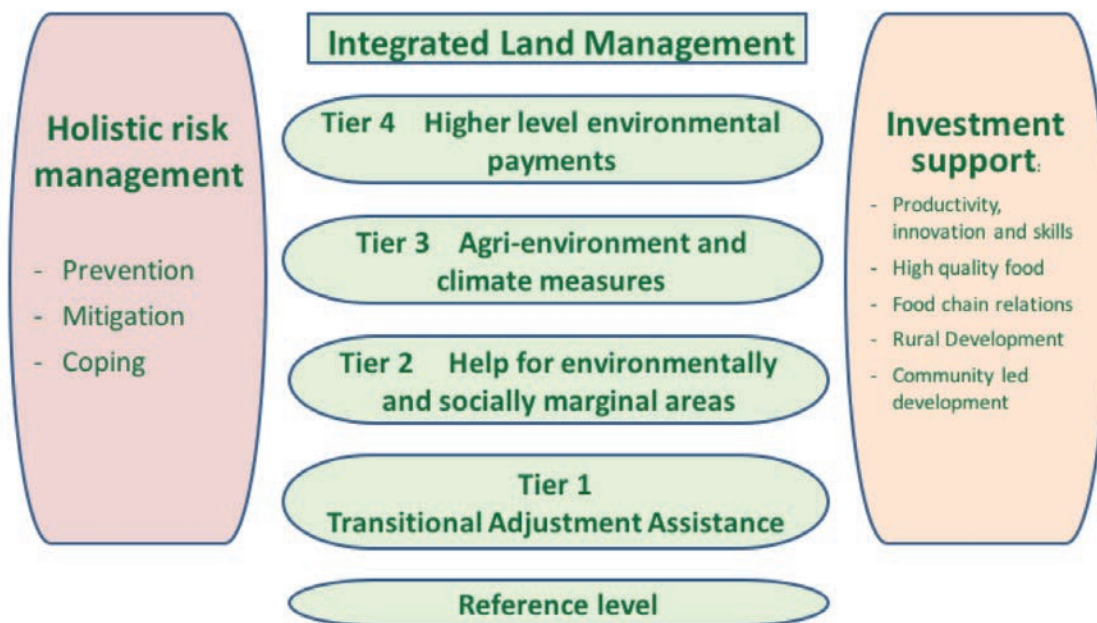 Holistic risk
management
- Prevention
- Mitigation
- Coping
Integrated Land Management
Tier 4 Higher level environmental
payments
Tier 3 Agri-environment and
climate measures
Tier 2 Help for environmentally
and socially marginal areas
Tier 1
Transitional Adjustment Assistance
Reference level
Investment
support:
- Productivity,
innovation and skills
- High quality food
- Food chain relations
- Rural Development
- Community led
development